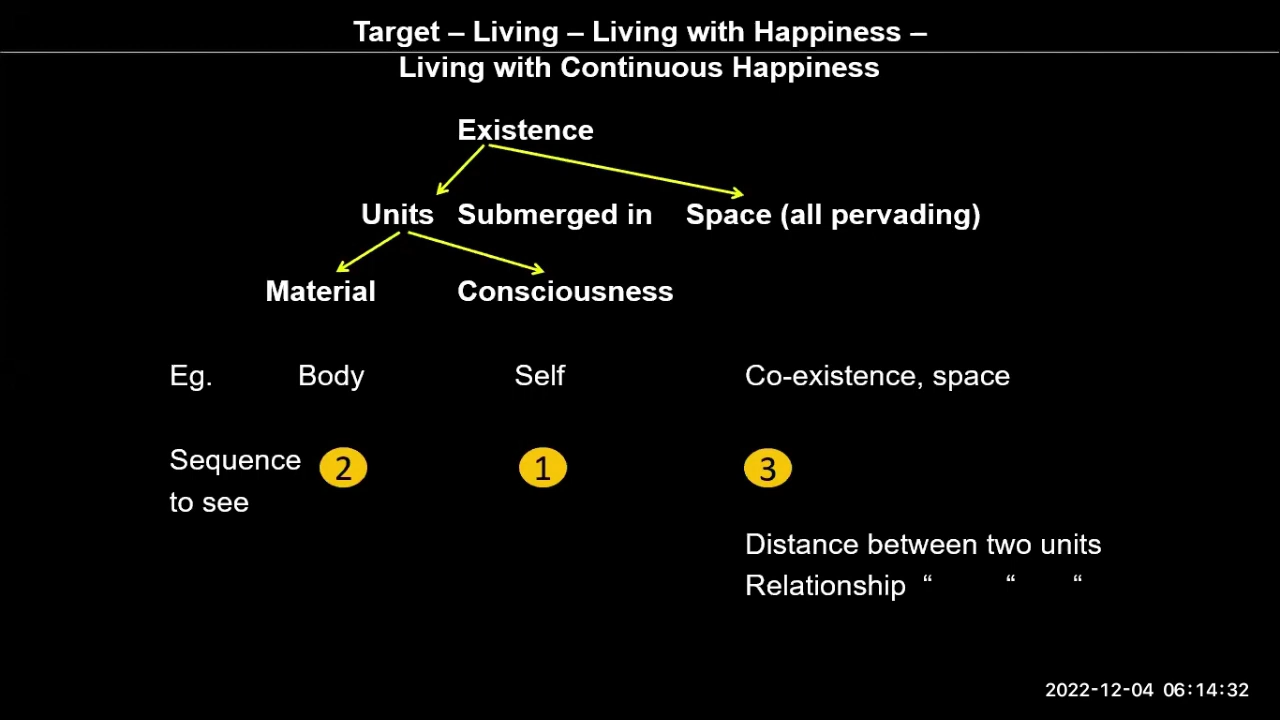 Target – Living – Living with Happiness –
Living with Continuous Happiness
Existence
Units Submerged in Space (all pervading)
Material Consciousness
Eg. Body Self Co-existence, space
Sequence 2 1 3
to see
Distance between two units
Relationship “ “ “
2022-12-04 06:14:32